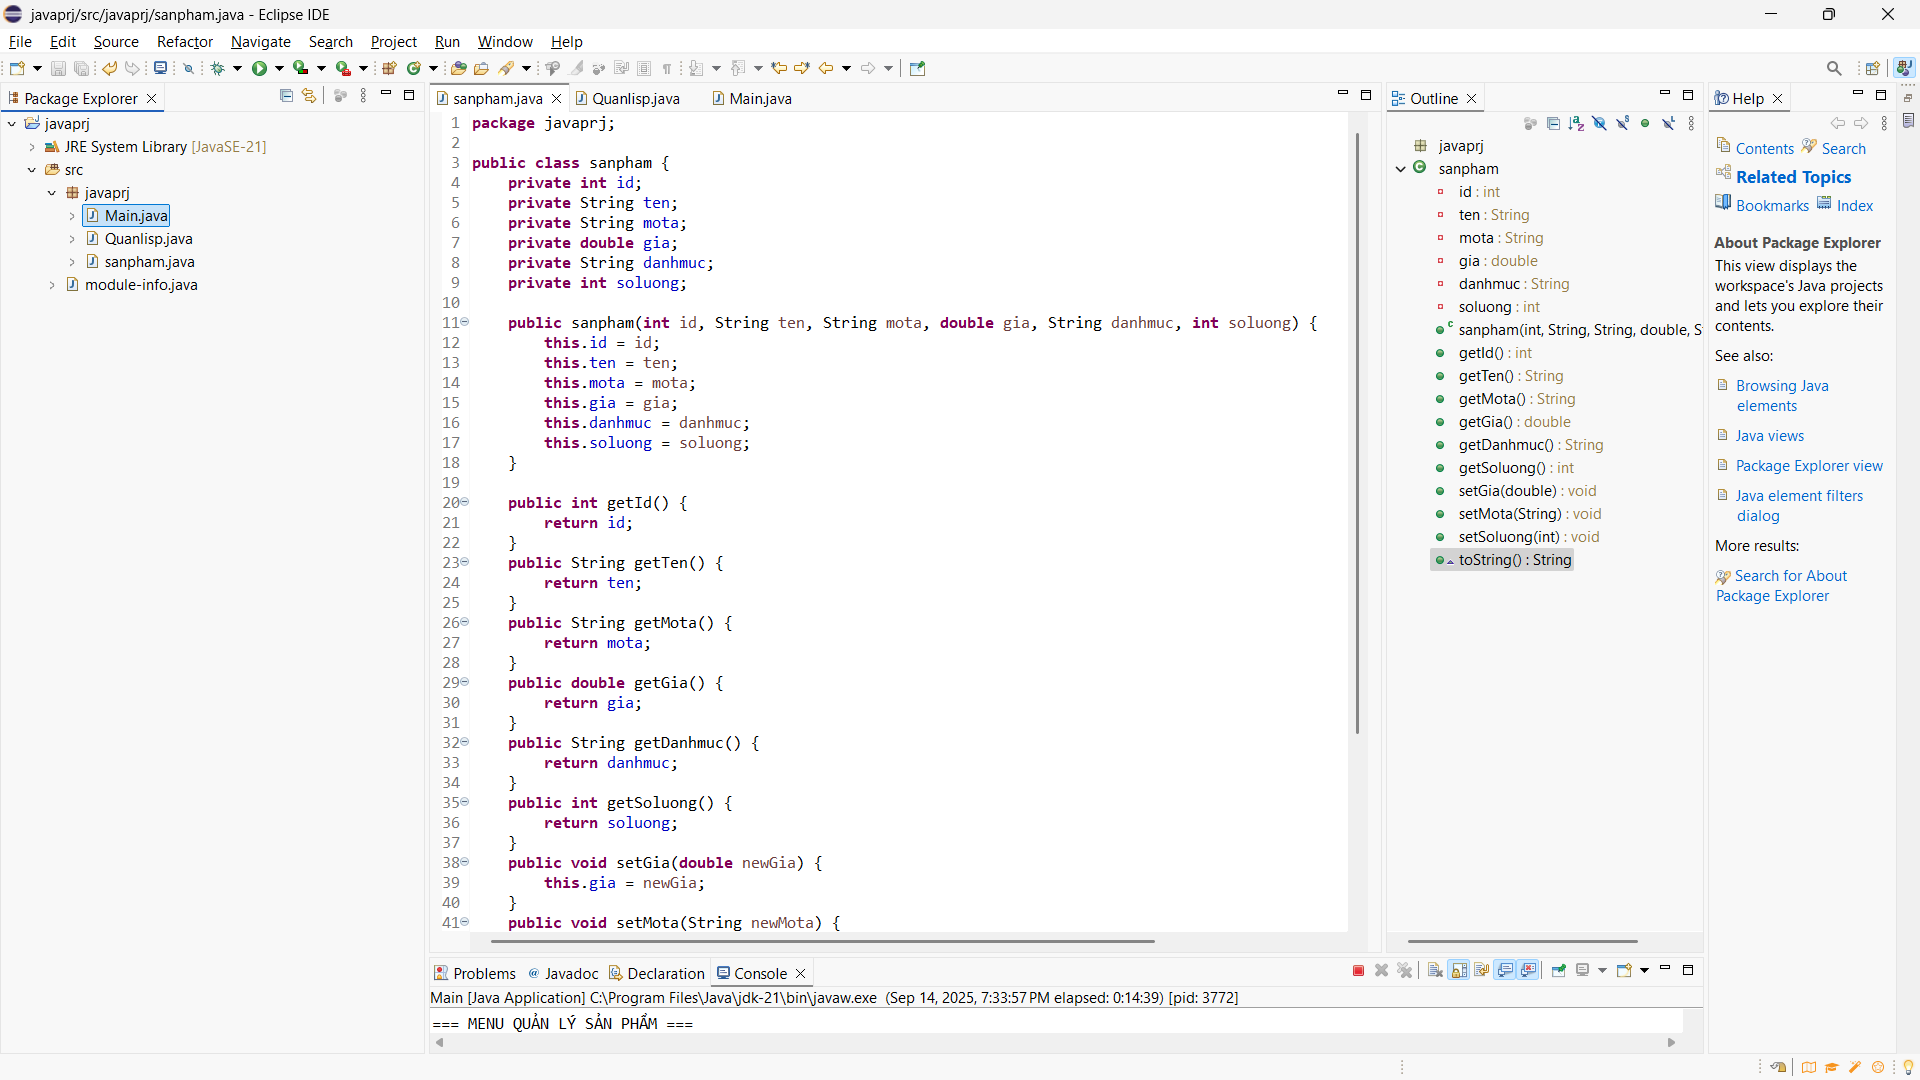 javaprj/src/javaprj/sanpham.java - Eclipse IDE
File Edit Source Refactor Navigate Search Project Run Window Help
Package Explorer
javaprj
JRE System Library [JavaSE-21]
src
javaprj
Main.java
Quanlisp.java
sanpham.java
module-info.java
sanpham.java Quanlisp.java Main.java
1 package javaprj;
2
3 public class sanpham {
4     private int id;
5     private String ten;
6     private String mota;
7     private double gia;
8     private String danhmuc;
9     private int soluong;
10
11     public sanpham(int id, String ten, String mota, double gia, String danhmuc, int soluong) {
12         this.id = id;
13         this.ten = ten;
14         this.mota = mota;
15         this.gia = gia;
16         this.danhmuc = danhmuc;
17         this.soluong = soluong;
18     }
19
20     public int getId() {
21         return id;
22     }
23     public String getTen() {
24         return ten;
25     }
26     public String getMota() {
27         return mota;
28     }
29     public double getGia() {
30         return gia;
31     }
32     public String getDanhmuc() {
33         return danhmuc;
34     }
35     public int getSoluong() {
36         return soluong;
37     }
38     public void setGia(double newGia) {
39         this.gia = newGia;
40     }
41     public void setMota(String newMota) {
Outline
javaprj
sanpham
id : int
ten : String
mota : String
gia : double
danhmuc : String
soluong : int
sanpham(int, String, String, double, S
getId() : int
getTen() : String
getMota() : String
getGia() : double
getDanhmuc() : String
getSoluong() : int
setGia(double) : void
setMota(String) : void
setSoluong(int) : void
toString() : String
Help
Contents Search
Related Topics
Bookmarks Index
About Package Explorer
This view displays the
workspace's Java projects
and lets you explore their
contents.
See also:
Browsing Java
elements
Java views
Package Explorer view
Java element filters
dialog
More results:
Search for About
Package Explorer
Problems Javadoc Declaration Console
Main [Java Application] C:\Program Files\Java\jdk-21\bin\javaw.exe (Sep 14, 2025, 7:33:57 PM elapsed: 0:14:39) [pid: 3772]
=== MENU QUẢN LÝ SẢN PHẨM ===